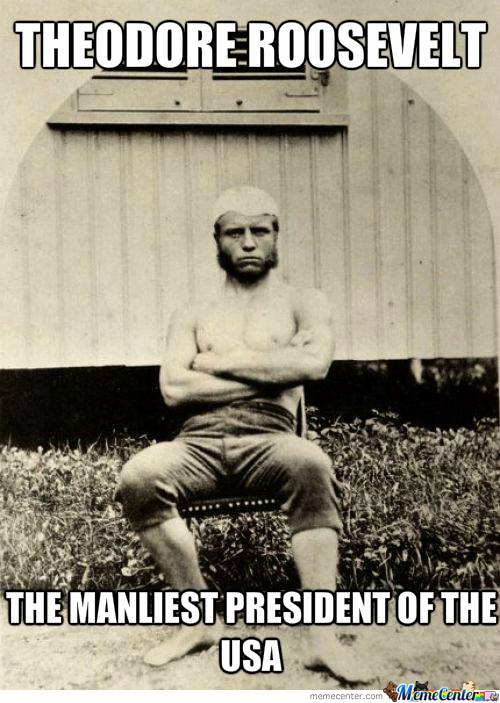 THEODORE ROOSEVELT
THE MANLIEST PRESIDENT OF THE
USA
memecenter.com MemeCenter